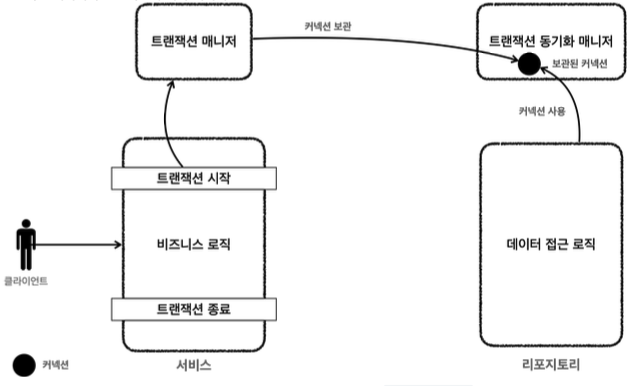 커넥션 보관
트랜잭션 매니저
트랜잭션 동기화 매니저
보관된 커넥션
커넥션 사용
트랜잭션 시작
비즈니스 로직
데이터 접근 로직
클라이언트
트랜잭션 종료
커넥션
서비스
리포지토리